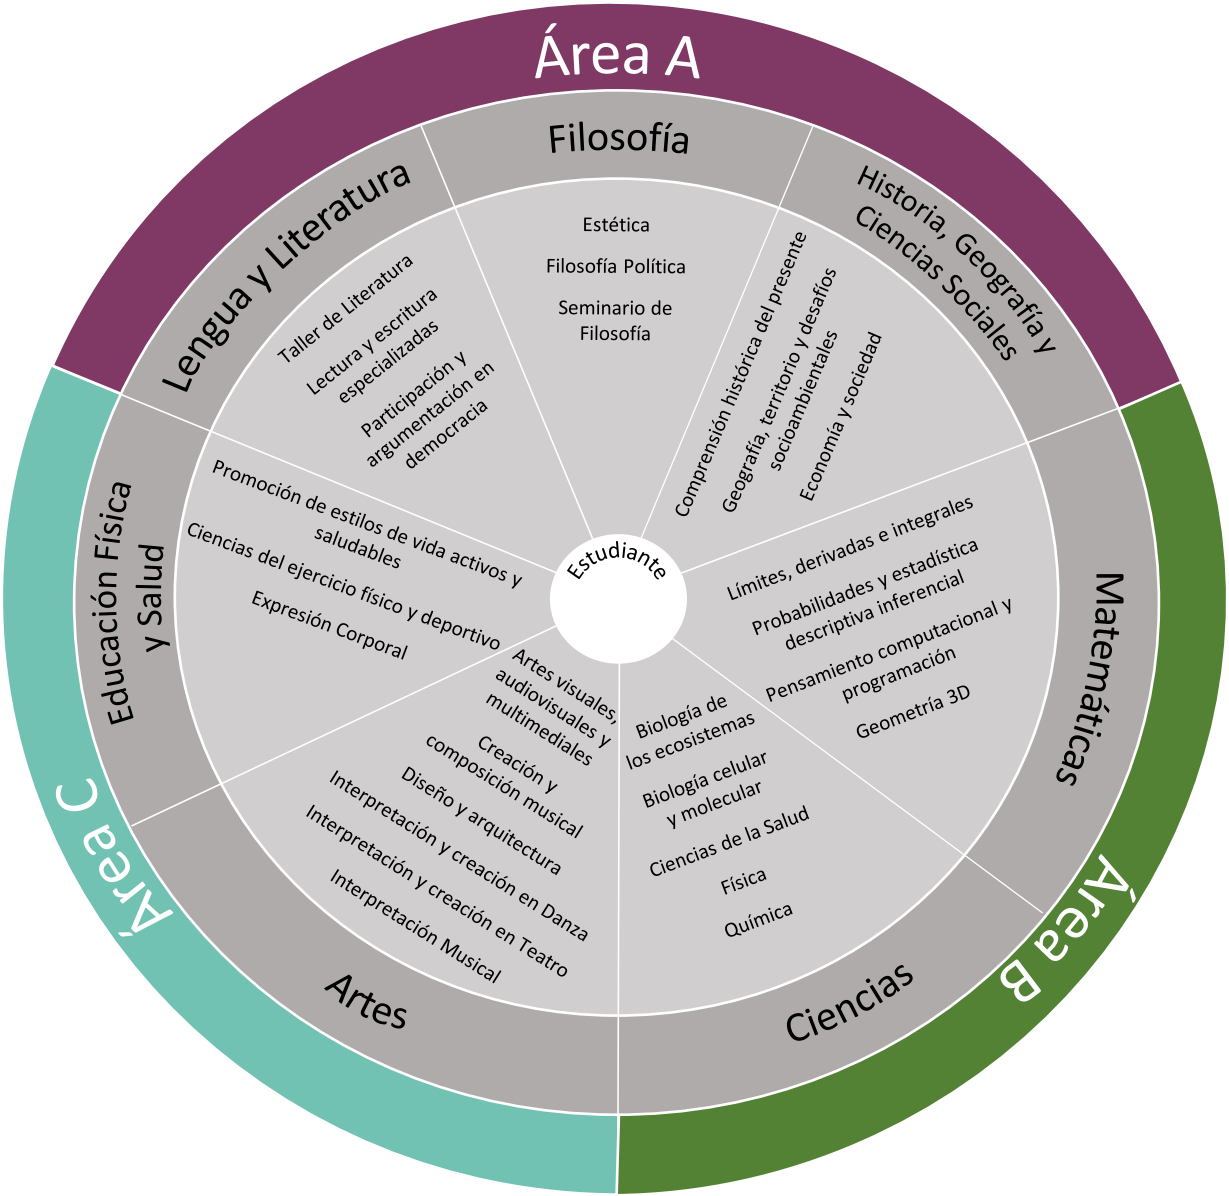 Área A
Filosofía
Estética
Filosofía Política
Seminario de
Filosofía
Historia, Geografía y
Ciencias Sociales
Comprensión histórica del presente
Geografía, territorio y desafíos
socioambientales
Economía y sociedad
Área B
Matemáticas
Límites, derivadas e integrales
Probabilidades y estadística
descriptiva inferencial
Pensamiento computacional y
programación
Geometría 3D
Ciencias
Biología de
los ecosistemas
Biología celular
y molecular
Ciencias de la Salud
Física
Química
Área C
Artes
Artes visuales,
audiovisuales y
multimediales
Creación y
composición musical
Diseño y arquitectura
Interpretación y creación en Danza
Interpretación y creación en Teatro
Interpretación Musical
Educación Física
y Salud
Promoción de estilos de vida activos y
saludables
Ciencias del ejercicio físico y deportivo
Expresión Corporal
Lengua y Literatura
Taller de Literatura
Lectura y escritura
especializadas
Participación y
argumentación en
democracia
Estudiante